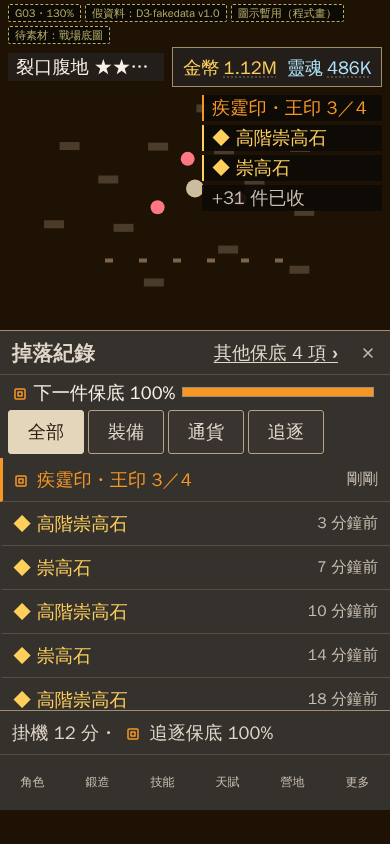 G03・130% 假資料：D3-fakedata v1.0 圖示暫用（程式畫）
待素材：戰場底圖
裂口腹地 ★★⋯ 金幣 1.12M 靈魂 486K
疾霆印・王印 3／4
高階崇高石
崇高石
+31 件已收
掉落紀錄 其他保底 4 項 › ×
下一件保底 100%
全部 裝備 通貨 追逐
疾霆印・王印 3／4 剛剛
高階崇高石 3 分鐘前
崇高石 7 分鐘前
高階崇高石 10 分鐘前
崇高石 14 分鐘前
高階崇高石 18 分鐘前
掛機 12 分・ 追逐保底 100%
角色 鍛造 技能 天賦 營地 更多